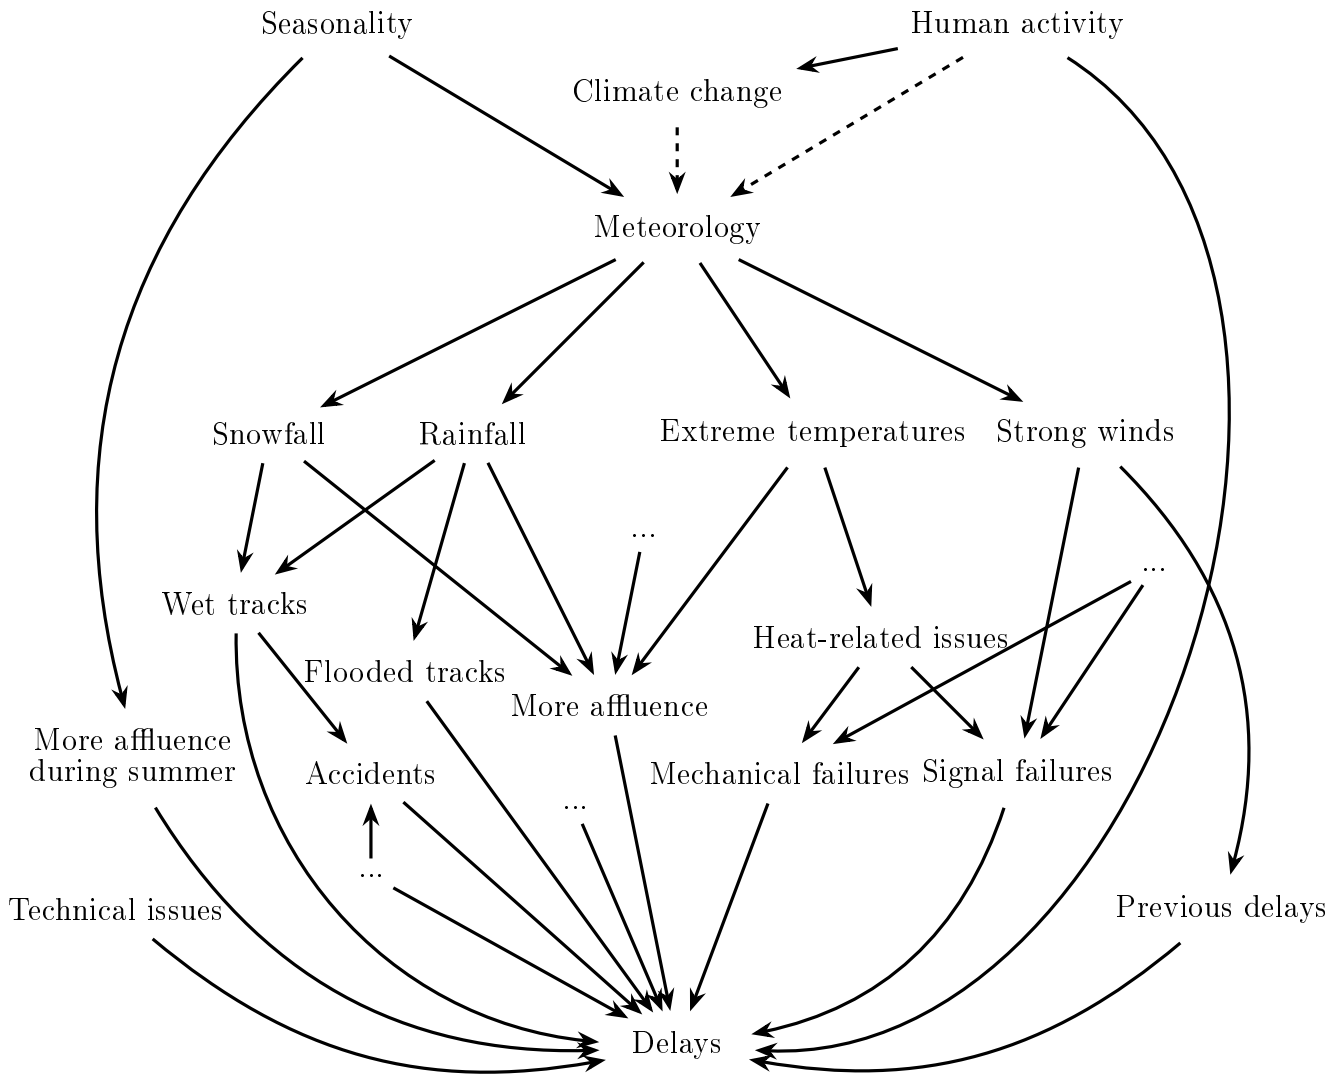 Seasonality
Human activity
Climate change
Meteorology
Snowfall
Rainfall
Extreme temperatures
Strong winds
...
...
Wet tracks
Heat-related issues
Flooded tracks
More affluence
More affluence
during summer
Accidents
Mechanical failures
Signal failures
...
...
Technical issues
Previous delays
Delays